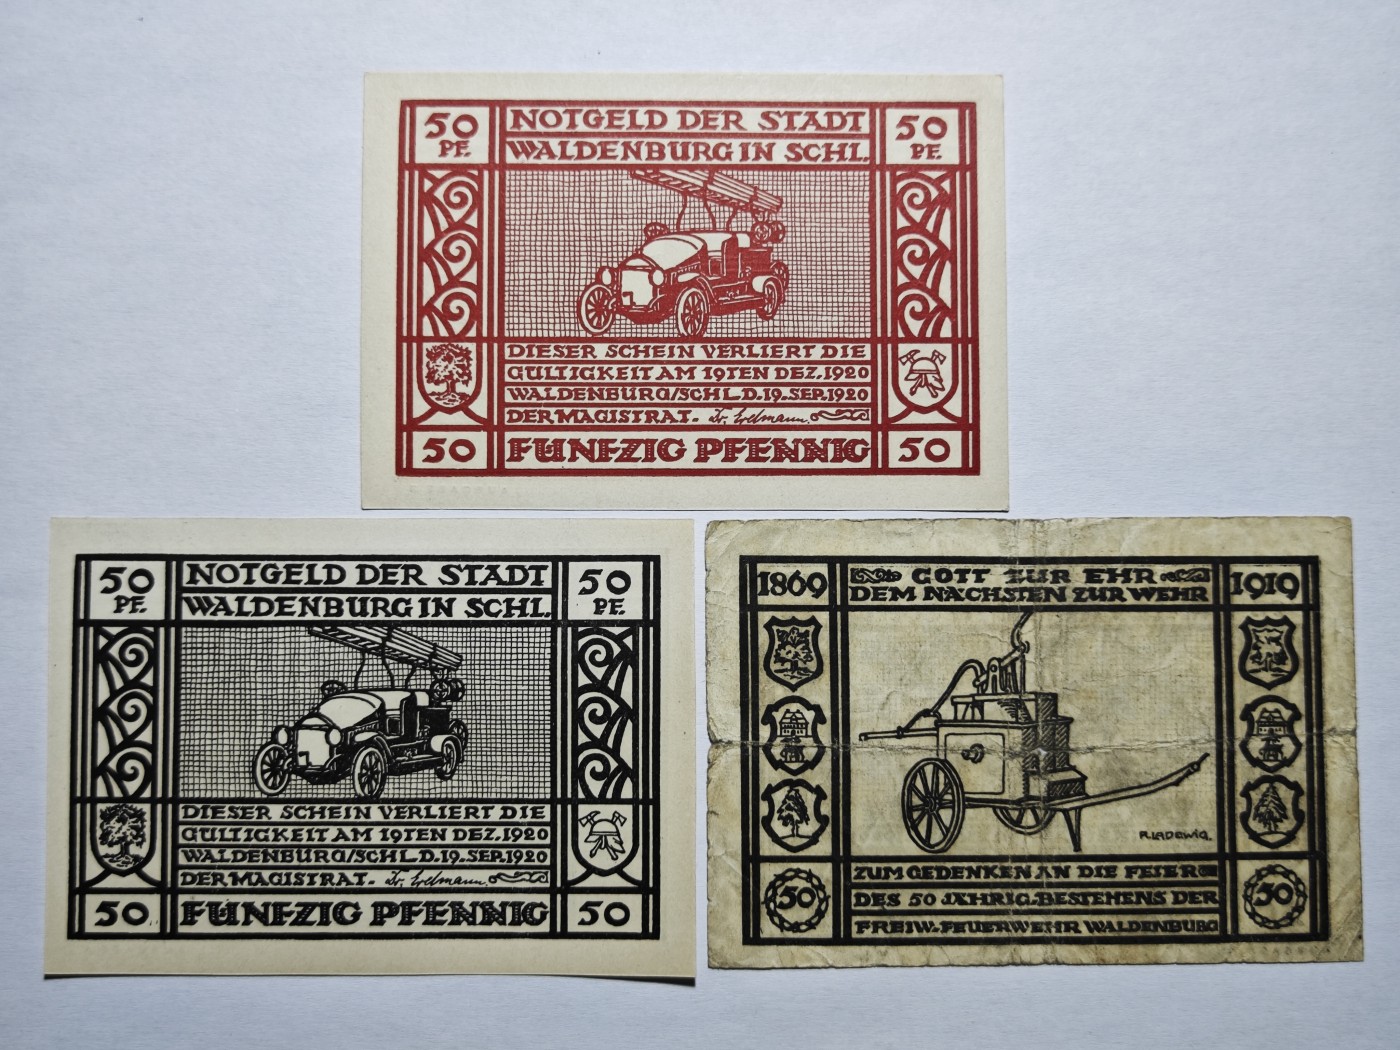 50 PF.
NOTGELD DER STADT
WALDENBURG IN SCHL.
50 PF.
DIESER SCHEIN VERLIERT DIE
GÜLTIGKEIT AM 19TEN DEZ. 1920
WALDENBURG/SCHL. D. 19. SEP. 1920
DER MAGISTRAT. Dr. Erdmann.
50
FÜNFZIG PFENNIG
50
50 PF.
NOTGELD DER STADT
WALDENBURG IN SCHL.
50 PF.
DIESER SCHEIN VERLIERT DIE
GÜLTIGKEIT AM 19TEN DEZ. 1920
WALDENBURG/SCHL. D. 19. SEP. 1920
DER MAGISTRAT. Dr. Erdmann.
50
FÜNFZIG PFENNIG
50
1869
GOTT ZUR EHR
DEM NÄCHSTEN ZUR WEHR
1919
R. LADEWIG.
ZUM GEDENKEN AN DIE FEIER
DES 50 JÄHRIG. BESTEHENS DER
FREIW. FEUERWEHR WALDENBURG
50
50